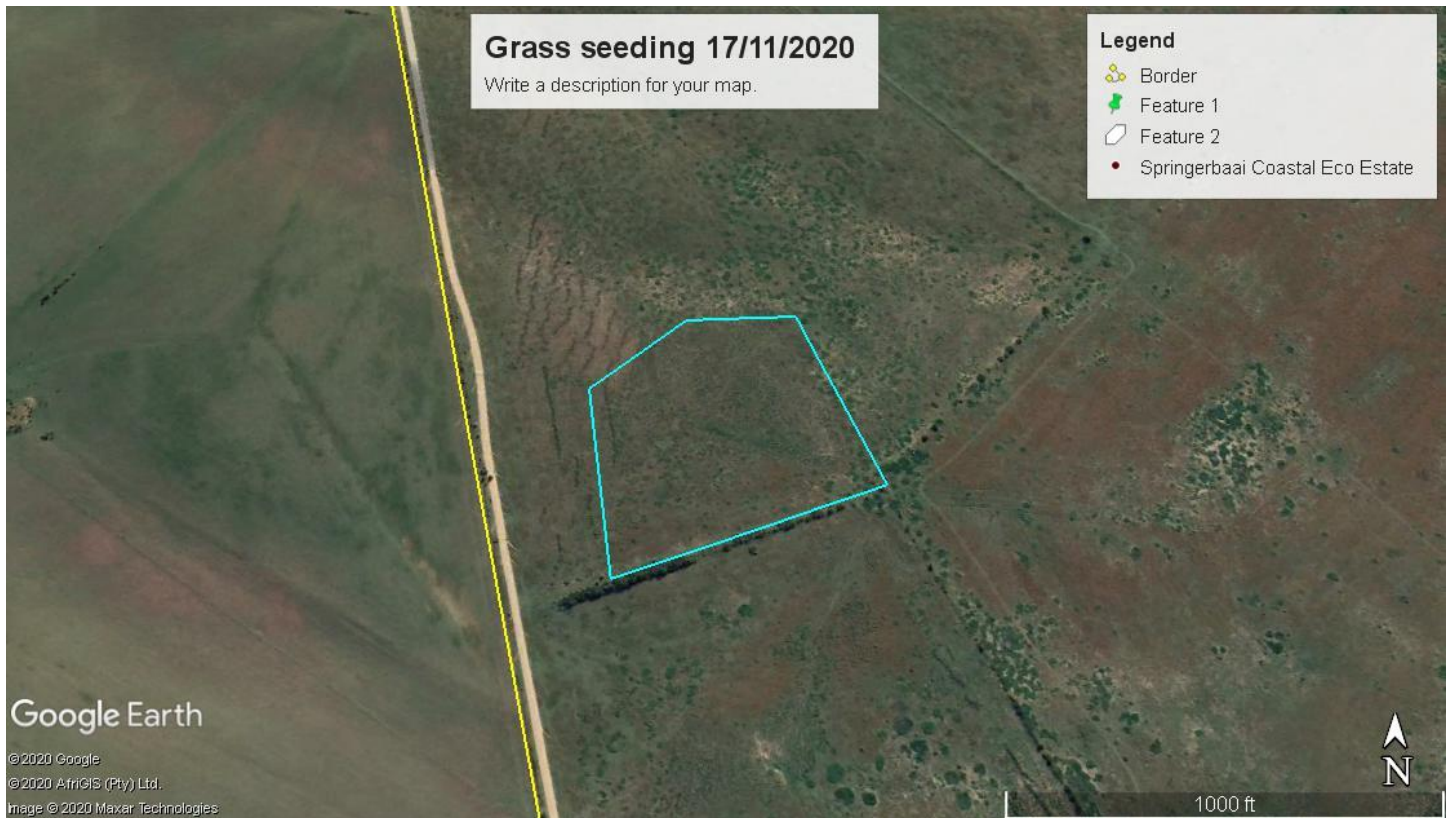 Grass seeding 17/11/2020
Write a description for your map.
Legend
Border
Feature 1
Feature 2
Springerbaai Coastal Eco Estate
Google Earth
©2020 Google
©2020 AfriGIS (Pty) Ltd.
Image © 2020 Maxar Technologies
N
1000 ft